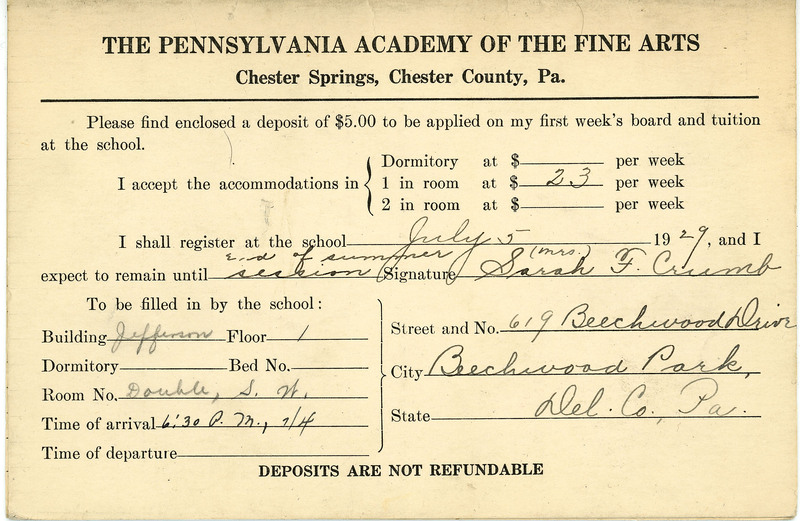 THE PENNSYLVANIA ACADEMY OF THE FINE ARTS
Chester Springs, Chester County, Pa.
Please find enclosed a deposit of $5.00 to be applied on my first week's board and tuition
at the school.
I accept the accommodations in
Dormitory at $ per week
1 in room at $ 23 per week
2 in room at $ per week
I shall register at the school July 5 1929, and I
end of summer
expect to remain until session Signature (Mrs.) Sarah F. Crumb
To be filled in by the school:
Building Jefferson Floor 1
Dormitory Bed No.
Room No. Double, S. W.
Time of arrival 6:30 P. M., 7/4
Time of departure
Street and No. 619 Beechwood Drive
City Beechwood Park,
State Del. Co., Pa.
DEPOSITS ARE NOT REFUNDABLE